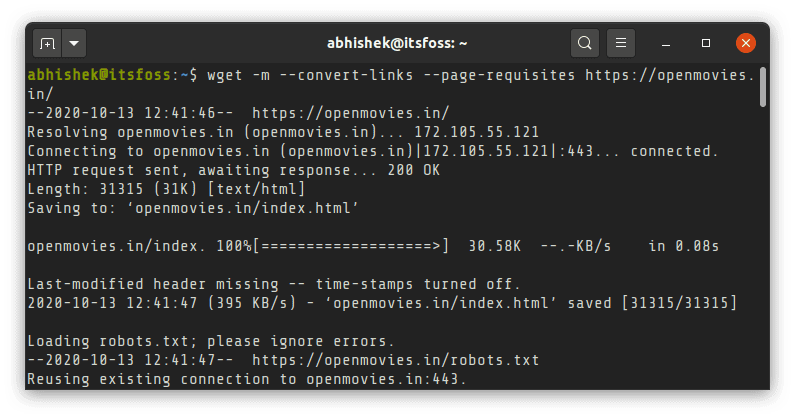 abhishek@itsfoss: ~
abhishek@itsfoss:~$ wget -m --convert-links --page-requisites https://openmovies.
in/
--2020-10-13 12:41:46--  https://openmovies.in/
Resolving openmovies.in (openmovies.in)... 172.105.55.121
Connecting to openmovies.in (openmovies.in)|172.105.55.121|:443... connected.
HTTP request sent, awaiting response... 200 OK
Length: 31315 (31K) [text/html]
Saving to: ‘openmovies.in/index.html’
openmovies.in/index. 100%[===================>]  30.58K  --.-KB/s    in 0.08s
Last-modified header missing -- time-stamps turned off.
2020-10-13 12:41:47 (395 KB/s) - ‘openmovies.in/index.html’ saved [31315/31315]
Loading robots.txt; please ignore errors.
--2020-10-13 12:41:47--  https://openmovies.in/robots.txt
Reusing existing connection to openmovies.in:443.